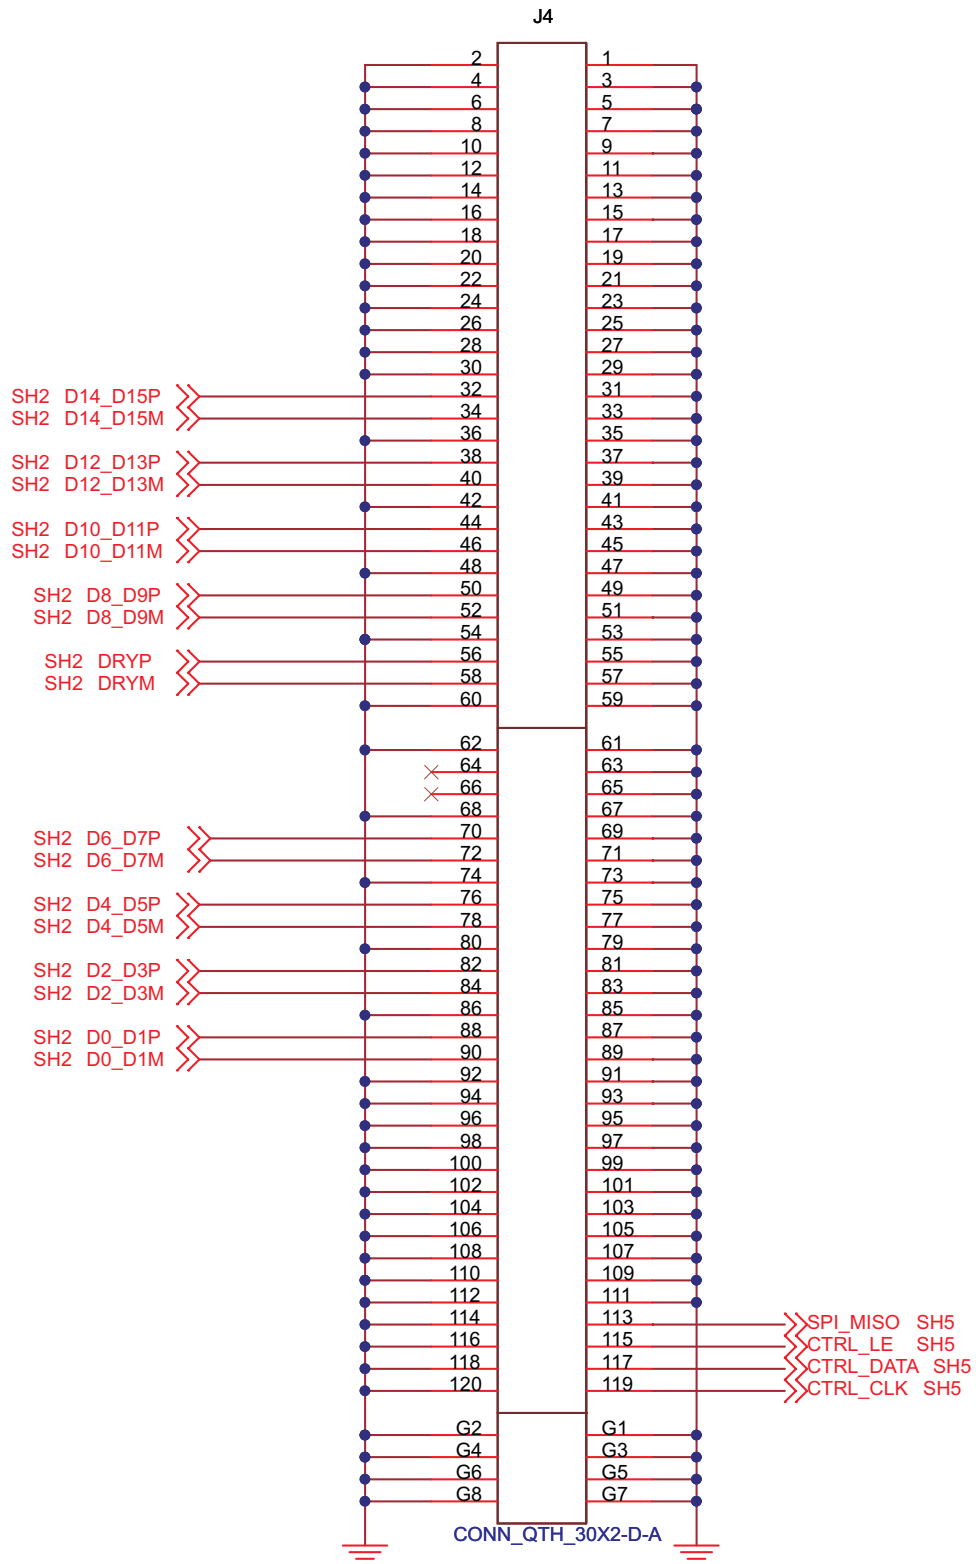 J4
2 1
4 3
6 5
8 7
10 9
12 11
14 13
16 15
18 17
20 19
22 21
24 23
26 25
28 27
30 29
SH2 D14_D15P 32 31
SH2 D14_D15M 34 33
36 35
SH2 D12_D13P 38 37
SH2 D12_D13M 40 39
42 41
SH2 D10_D11P 44 43
SH2 D10_D11M 46 45
48 47
SH2 D8_D9P 50 49
SH2 D8_D9M 52 51
54 53
SH2 DRYP 56 55
SH2 DRYM 58 57
60 59
62 61
64 63
66 65
68 67
SH2 D6_D7P 70 69
SH2 D6_D7M 72 71
74 73
SH2 D4_D5P 76 75
SH2 D4_D5M 78 77
80 79
SH2 D2_D3P 82 81
SH2 D2_D3M 84 83
86 85
SH2 D0_D1P 88 87
SH2 D0_D1M 90 89
92 91
94 93
96 95
98 97
100 99
102 101
104 103
106 105
108 107
110 109
112 111
114 113 SPI_MISO SH5
116 115 CTRL_LE SH5
118 117 CTRL_DATA SH5
120 119 CTRL_CLK SH5
G2 G1
G4 G3
G6 G5
G8 G7
CONN_QTH_30X2-D-A